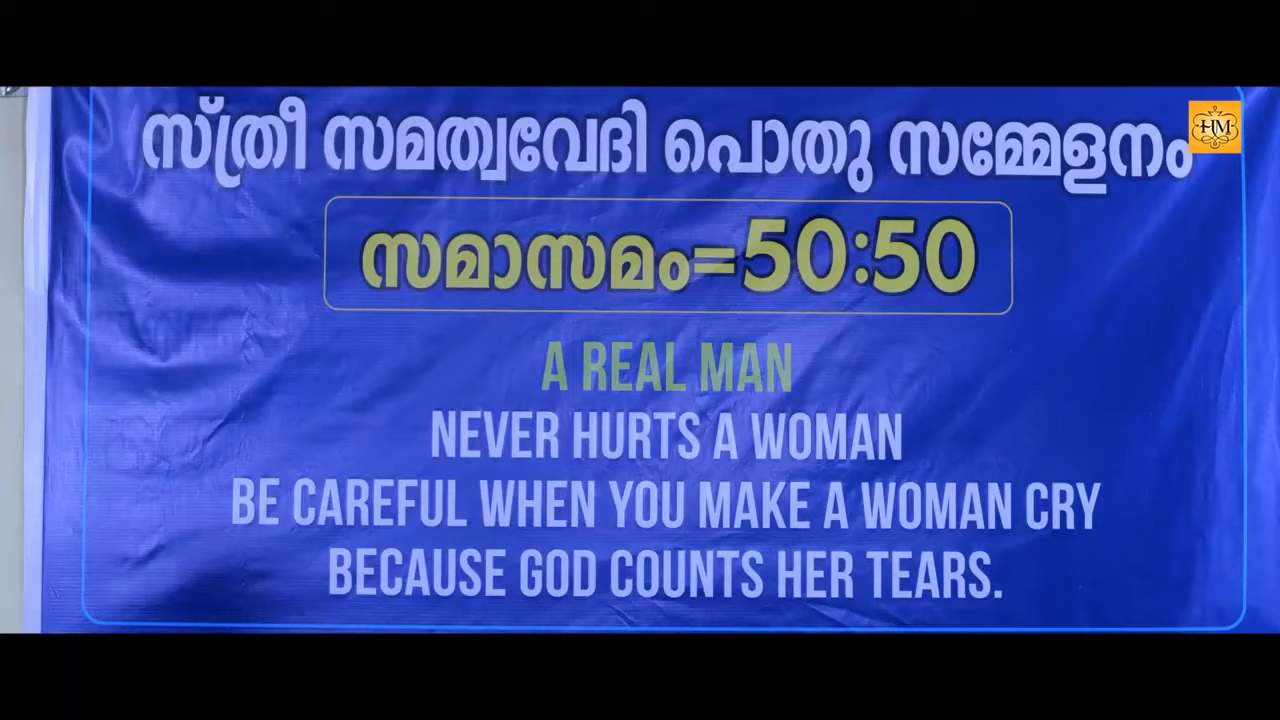 സ്ത്രീ സമത്വവേദി പൊതു സമ്മേളനം
HM
സമാസമം=50:50
A REAL MAN
NEVER HURTS A WOMAN
BE CAREFUL WHEN YOU MAKE A WOMAN CRY
BECAUSE GOD COUNTS HER TEARS.